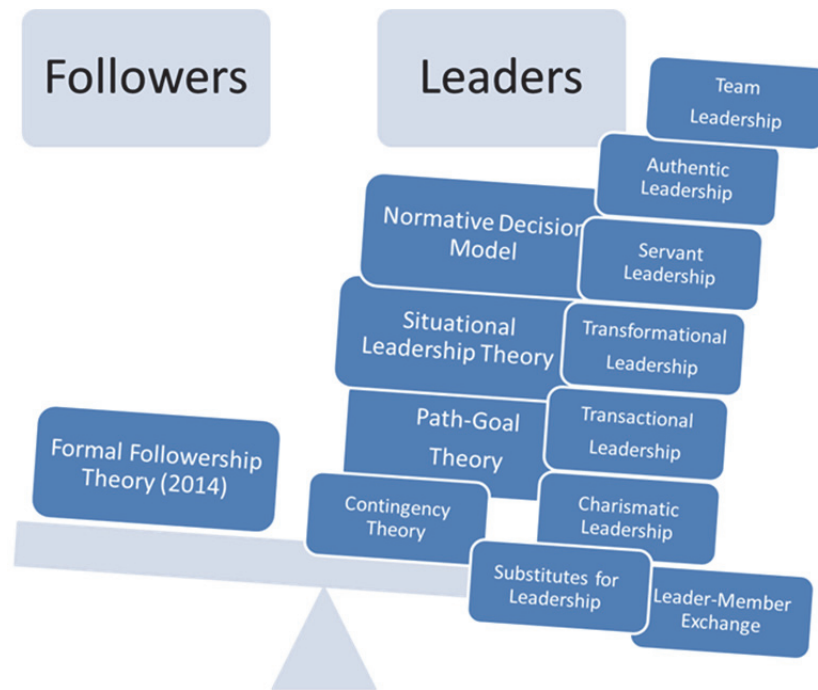 Followers
Leaders
Team
Leadership
Authentic
Leadership
Normative Decision
Model
Servant
Leadership
Situational
Leadership Theory
Transformational
Leadership
Path-Goal
Theory
Transactional
Leadership
Formal Followership
Theory (2014)
Contingency
Theory
Charismatic
Leadership
Substitutes for
Leadership
Leader-Member
Exchange